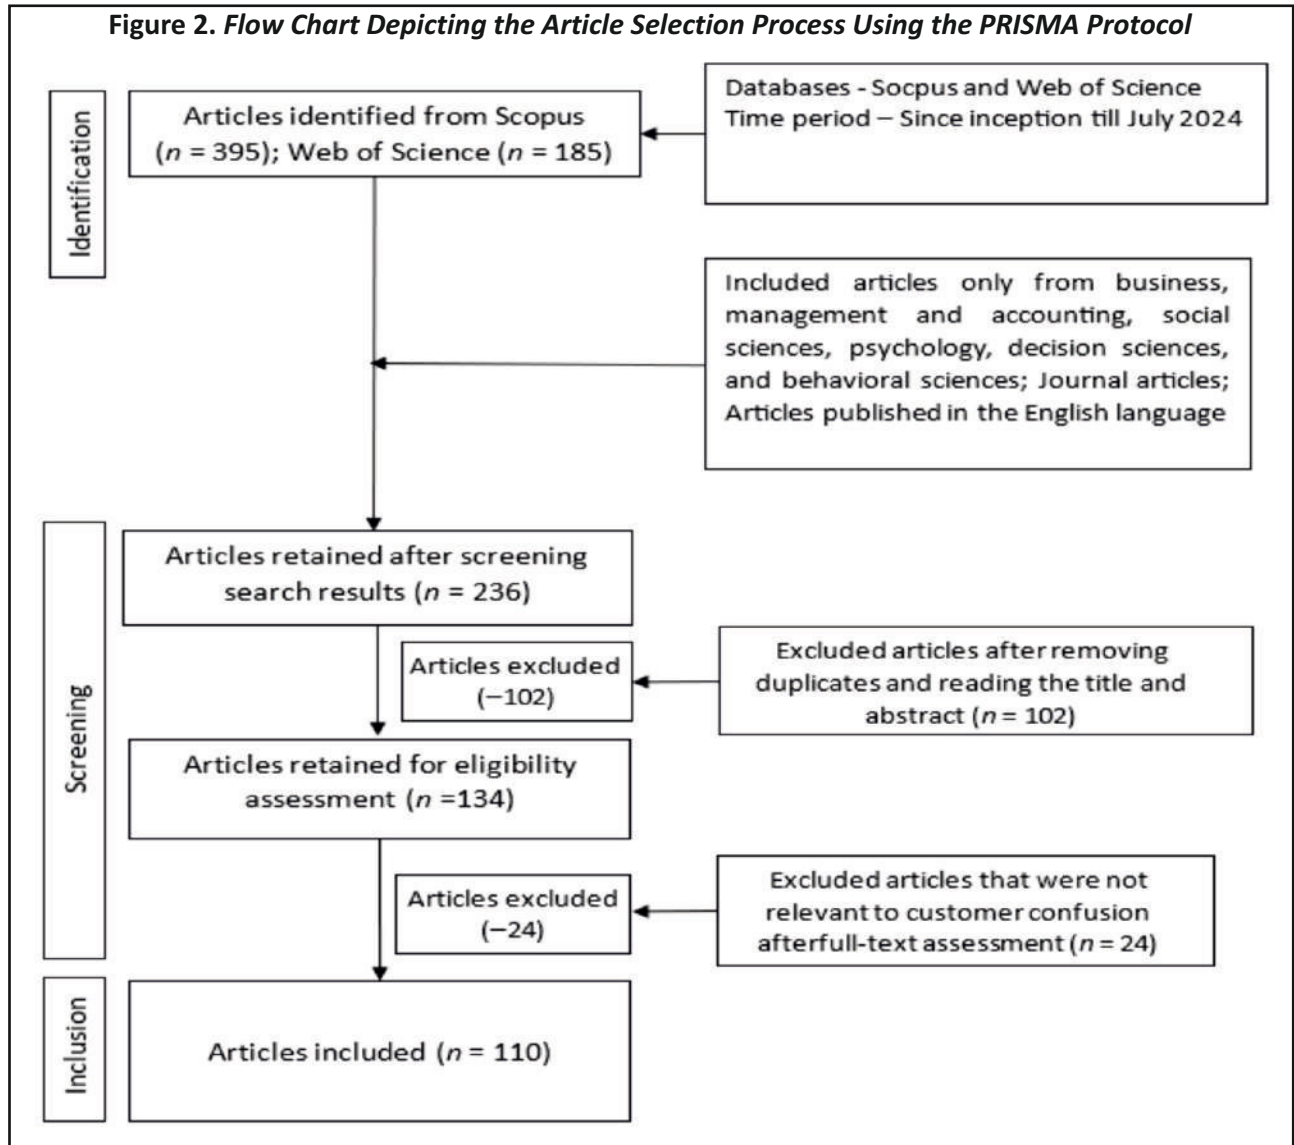 Figure 2. Flow Chart Depicting the Article Selection Process Using the PRISMA Protocol
Identification
Articles identified from Scopus
(n = 395); Web of Science (n = 185)
Databases - Socpus and Web of Science
Time period – Since inception till July 2024
Included articles only from business,
management and accounting, social
sciences, psychology, decision sciences,
and behavioral sciences; Journal articles;
Articles published in the English language
Screening
Articles retained after screening
search results (n = 236)
Articles excluded
(−102)
Excluded articles after removing
duplicates and reading the title and
abstract (n = 102)
Articles retained for eligibility
assessment (n =134)
Articles excluded
(−24)
Excluded articles that were not
relevant to customer confusion
afterfull-text assessment (n = 24)
Inclusion
Articles included (n = 110)